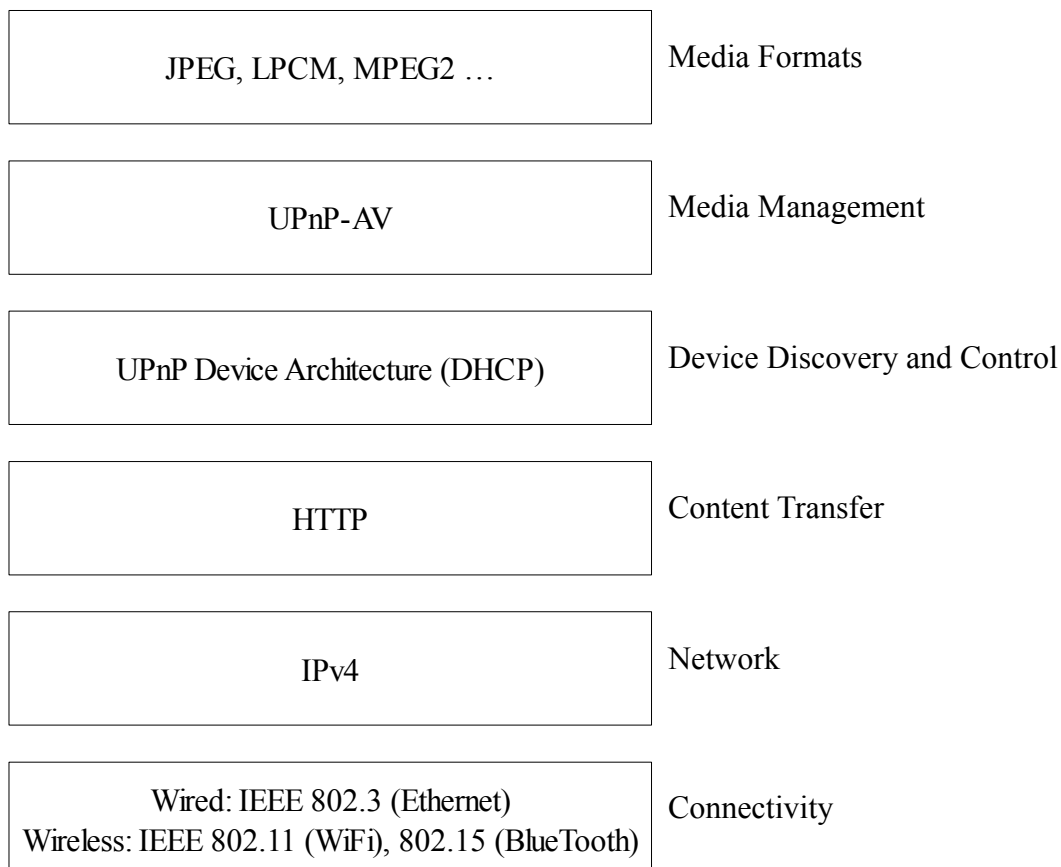 JPEG, LPCM, MPEG2 …
Media Formats
UPnP-AV
Media Management
UPnP Device Architecture (DHCP)
Device Discovery and Control
HTTP
Content Transfer
IPv4
Network
Wired: IEEE 802.3 (Ethernet)
Wireless: IEEE 802.11 (WiFi), 802.15 (BlueTooth)
Connectivity